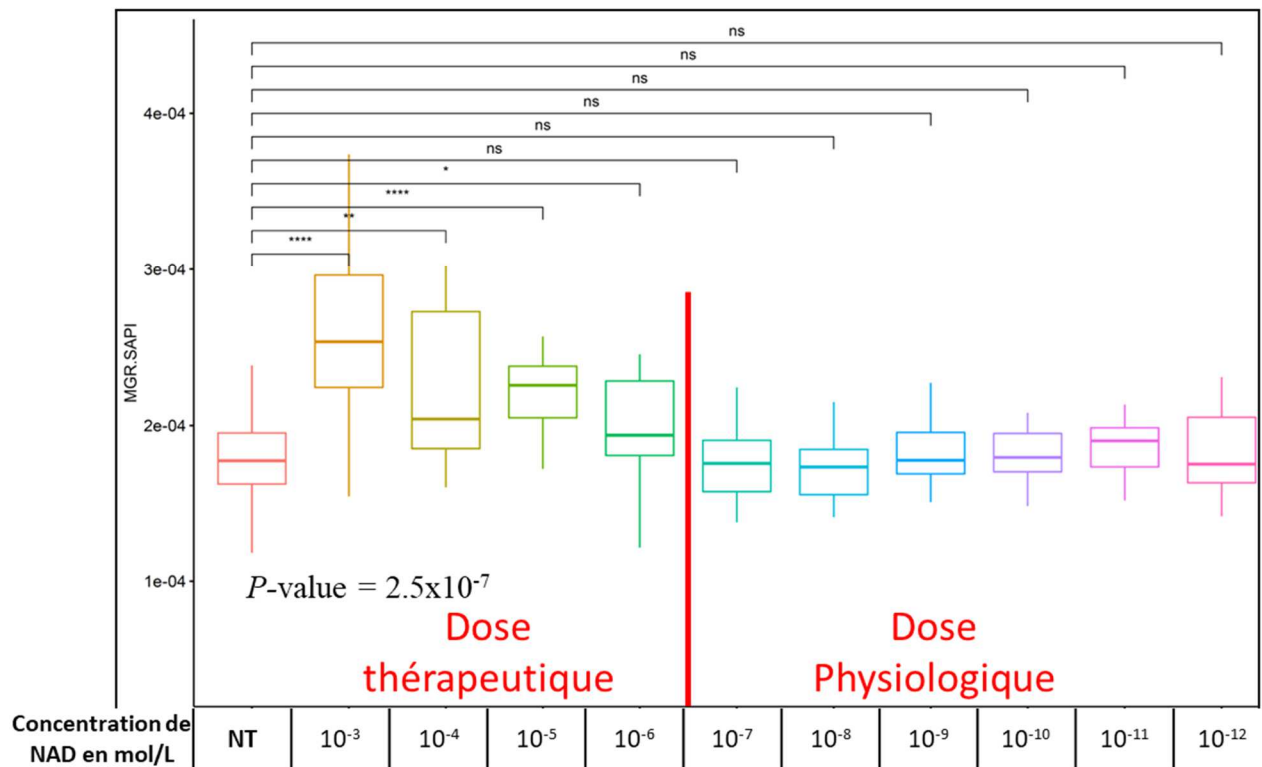 ns
ns
ns
ns
ns
ns
*
****
**
****
4e-04
3e-04
2e-04
1e-04
MGR.SAPI
P-value = 2.5x10⁻⁷
Dose
thérapeutique
Dose
Physiologique
Concentration de
NAD en mol/L
NT 10⁻³ 10⁻⁴ 10⁻⁵ 10⁻⁶ 10⁻⁷ 10⁻⁸ 10⁻⁹ 10⁻¹⁰ 10⁻¹¹ 10⁻¹²